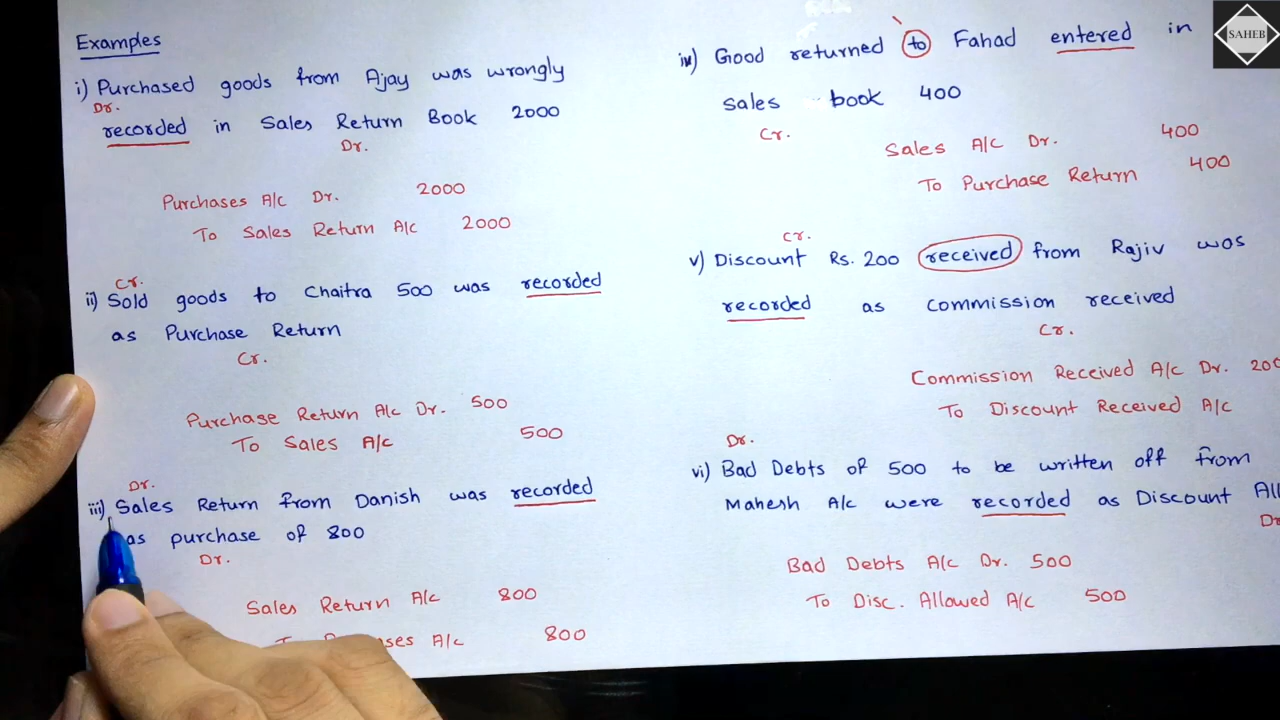 Examples
i) Purchased goods from Ajay was wrongly
Dr.
recorded in Sales Return Book 2000
Dr.
Purchases A/c Dr. 2000
To Sales Return A/c 2000
Cr.
ii) Sold goods to Chaitra 500 was recorded
as Purchase Return
Cr.
Purchase Return A/c Dr. 500
To Sales A/c 500
Dr.
iii) Sales Return from Danish was recorded
as purchase of 800
Dr.
Sales Return A/c 800
A/c 800
iv) Good returned to Fahad entered in
Sales book 400
Cr.
Sales A/c Dr. 400
To Purchase Return 400
Cr.
v) Discount Rs. 200 received from Rajiv was
recorded as Commission received
Cr.
Commission Received A/c Dr. 200
To Discount Received A/c
Dr.
vi) Bad Debts of 500 to be written off from
Mahesh A/c were recorded as Discount All
Dr
Bad Debts A/c Dr. 500
To Disc. Allowed A/c 500
SAHEB